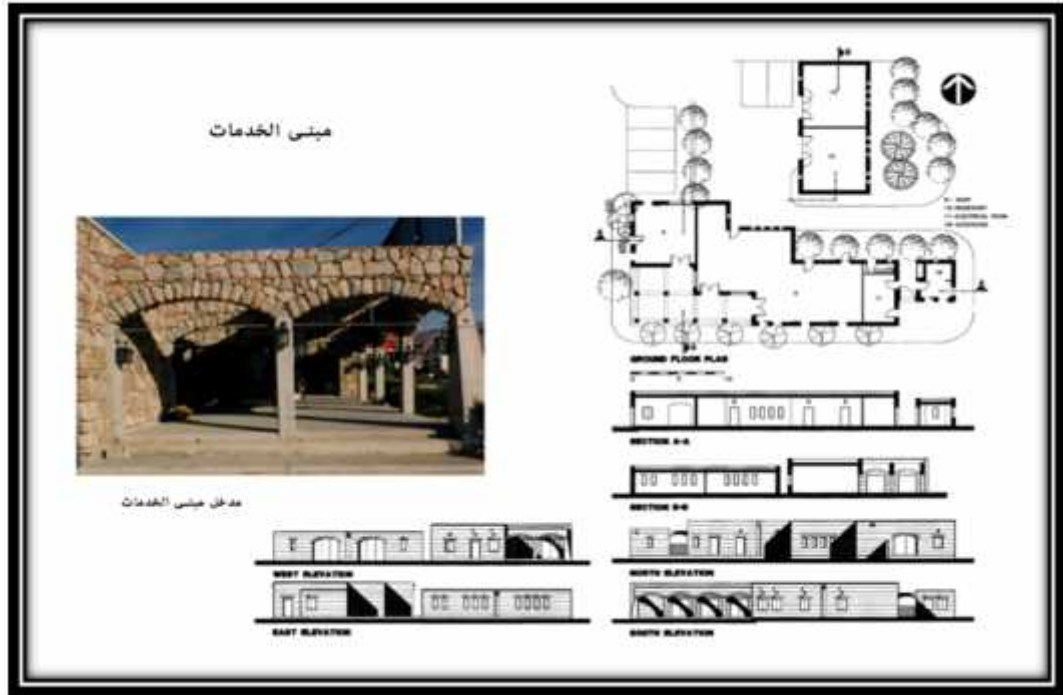 مبنى الخدمات
GROUND FLOOR PLAN
SECTION A-A
مدخل مبنى الخدمات
SECTION B-B
WEST ELEVATION
NORTH ELEVATION
EAST ELEVATION
SOUTH ELEVATION